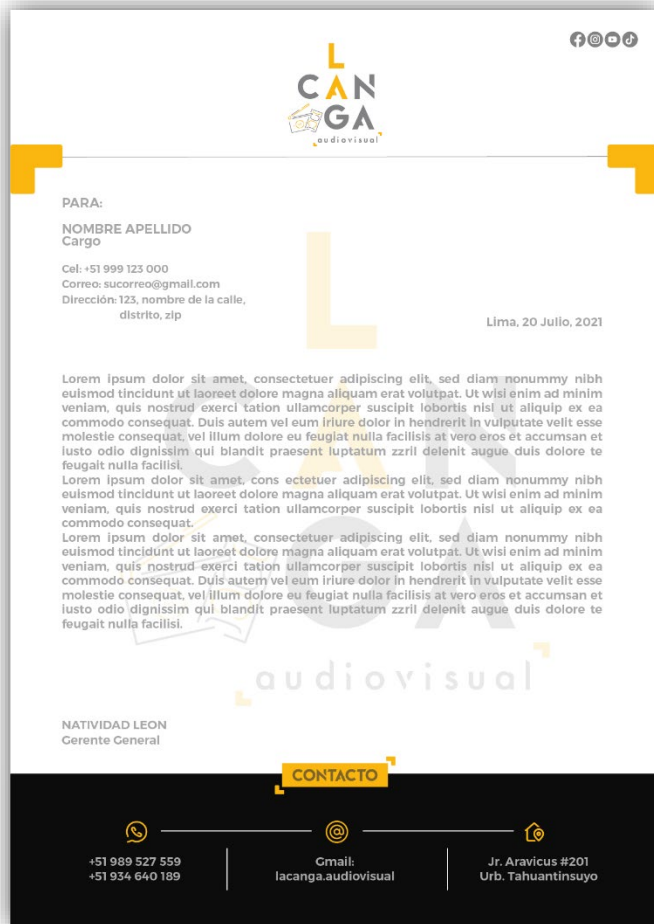 L
CAN
GA
audiovisual
PARA:
NOMBRE APELLIDO
Cargo
Cel: +51 999 123 000
Correo: sucorreo@gmail.com
Dirección: 123, nombre de la calle,
distrito, zip
Lima, 20 Julio, 2021
Lorem ipsum dolor sit amet, consectetuer adipiscing elit, sed diam nonummy nibh
euismod tincidunt ut laoreet dolore magna aliquam erat volutpat. Ut wisi enim ad minim
veniam, quis nostrud exerci tation ullamcorper suscipit lobortis nisl ut aliquip ex ea
commodo consequat. Duis autem vel eum iriure dolor in hendrerit in vulputate velit esse
molestie consequat, vel illum dolore eu feugiat nulla facilisis at vero eros et accumsan et
iusto odio dignissim qui blandit praesent luptatum zzril delenit augue duis dolore te
feugait nulla facilisi.
Lorem ipsum dolor sit amet, cons ectetuer adipiscing elit, sed diam nonummy nibh
euismod tincidunt ut laoreet dolore magna aliquam erat volutpat. Ut wisi enim ad minim
veniam, quis nostrud exerci tation ullamcorper suscipit lobortis nisl ut aliquip ex ea
commodo consequat.
Lorem ipsum dolor sit amet, consectetuer adipiscing elit, sed diam nonummy nibh
euismod tincidunt ut laoreet dolore magna aliquam erat volutpat. Ut wisi enim ad minim
veniam, quis nostrud exerci tation ullamcorper suscipit lobortis nisl ut aliquip ex ea
commodo consequat. Duis autem vel eum iriure dolor in hendrerit in vulputate velit esse
molestie consequat, vel illum dolore eu feugiat nulla facilisis at vero eros et accumsan et
iusto odio dignissim qui blandit praesent luptatum zzril delenit augue duis dolore te
feugait nulla facilisi.
L
CAN
GA
audiovisual
NATIVIDAD LEON
Gerente General
CONTACTO
+51 989 527 559
+51 934 640 189
Gmail:
lacanga.audiovisual
Jr. Aravicus #201
Urb. Tahuantinsuyo